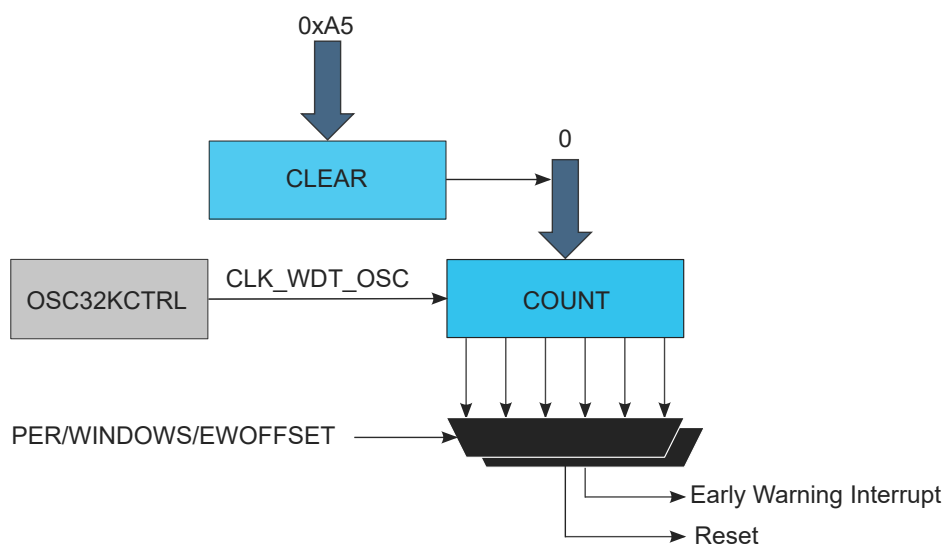 0xA5
0
CLEAR
CLK_WDT_OSC
OSC32KCTRL
COUNT
PER/WINDOWS/EWOFFSET
Early Warning Interrupt
Reset